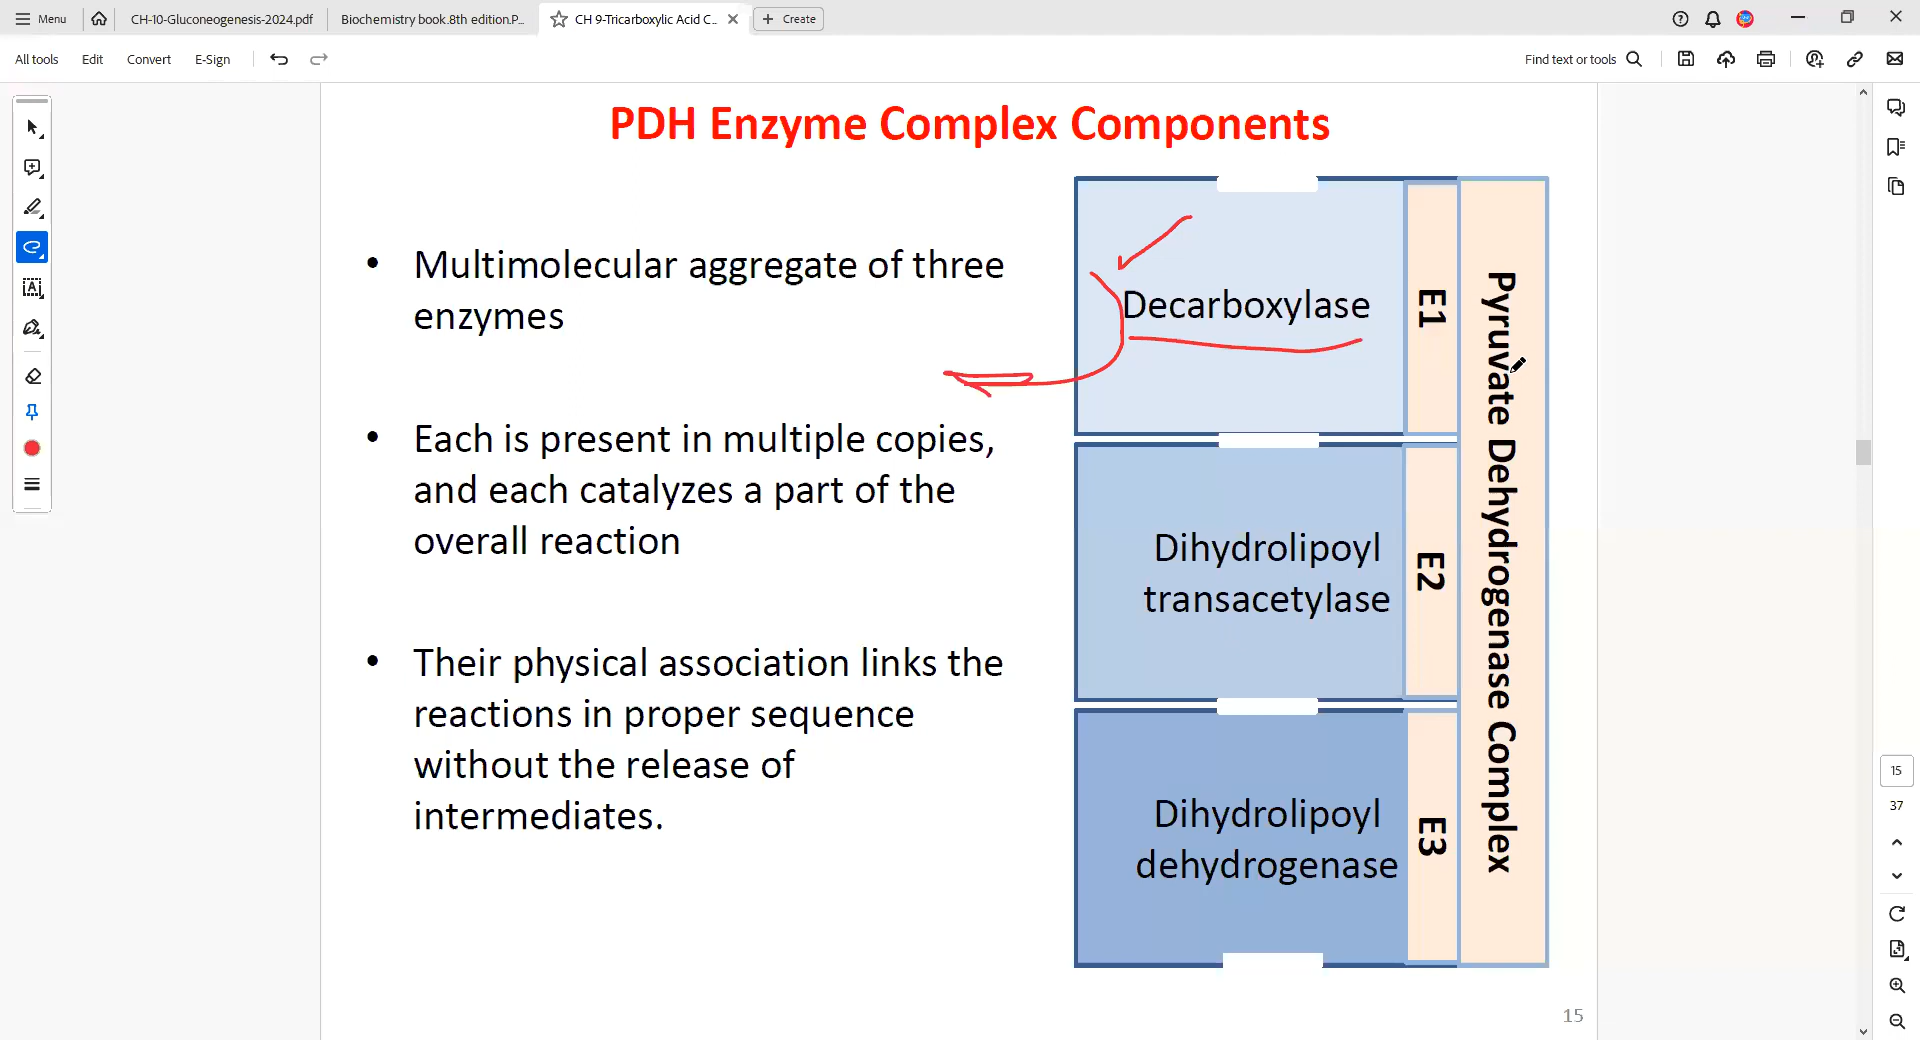 Menu
CH-10-Gluconeogenesis-2024.pdf
Biochemistry book.8th edition.P...
CH 9-Tricarboxylic Acid C...
Create
All tools
Edit
Convert
E-Sign
Find text or tools
PDH Enzyme Complex Components
• Multimolecular aggregate of three
enzymes
• Each is present in multiple copies,
and each catalyzes a part of the
overall reaction
• Their physical association links the
reactions in proper sequence
without the release of
intermediates.
Decarboxylase
E1
Dihydrolipoyl
transacetylase
E2
Dihydrolipoyl
dehydrogenase
E3
Pyruvate Dehydrogenase Complex
15
15
37